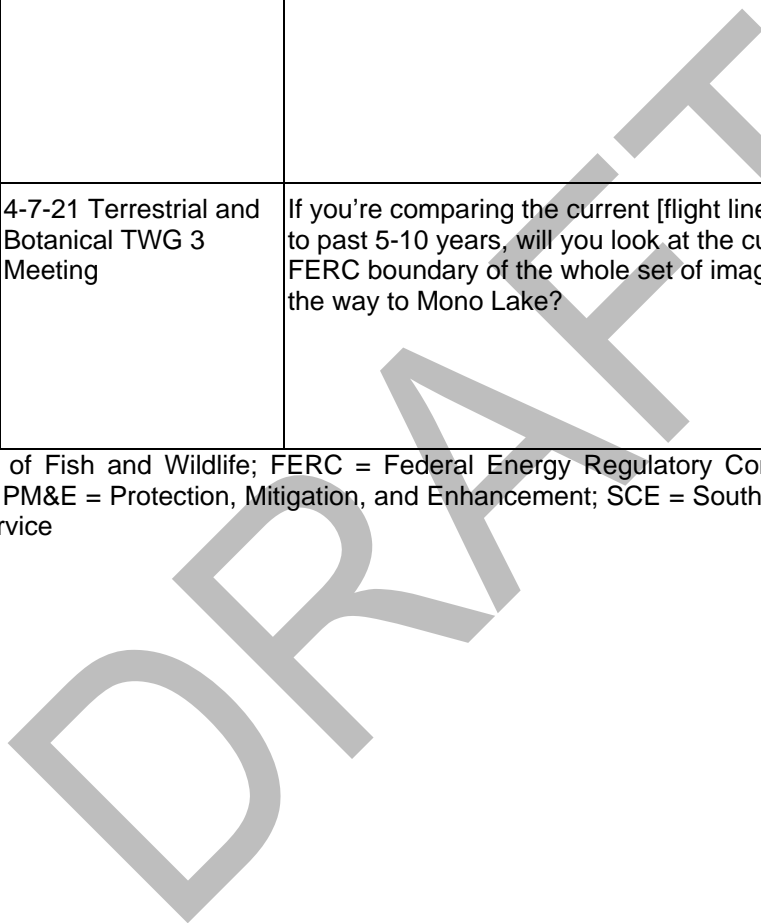 4-7-21 Terrestrial and
Botanical TWG 3
Meeting
If you're comparing the current [flight line
to past 5-10 years, will you look at the cu
FERC boundary of the whole set of imag
the way to Mono Lake?
of Fish and Wildlife; FERC = Federal Energy Regulatory Co
PM&E = Protection, Mitigation, and Enhancement; SCE = South
rvice
DRAFT